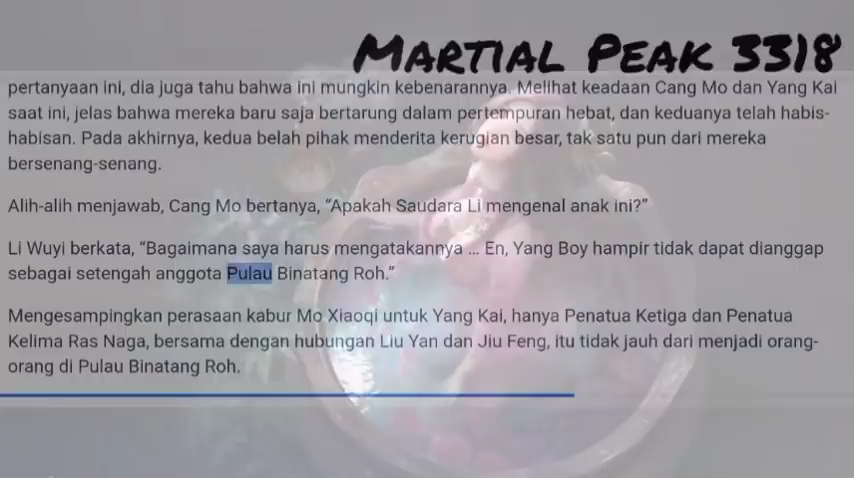 MARTIAL PEAK 3318
pertanyaan ini, dia juga tahu bahwa ini mungkin kebenarannya. Melihat keadaan Cang Mo dan Yang Kai
saat ini, jelas bahwa mereka baru saja bertarung dalam pertempuran hebat, dan keduanya telah habis-
habisan. Pada akhirnya, kedua belah pihak menderita kerugian besar, tak satu pun dari mereka
bersenang-senang.
Alih-alih menjawab, Cang Mo bertanya, “Apakah Saudara Li mengenal anak ini?”
Li Wuyi berkata, “Bagaimana saya harus mengatakannya ... En, Yang Boy hampir tidak dapat dianggap
sebagai setengah anggota Pulau Binatang Roh.”
Mengesampingkan perasaan kabur Mo Xiaoqi untuk Yang Kai, hanya Penatua Ketiga dan Penatua
Kelima Ras Naga, bersama dengan hubungan Liu Yan dan Jiu Feng, itu tidak jauh dari menjadi orang-
orang di Pulau Binatang Roh.